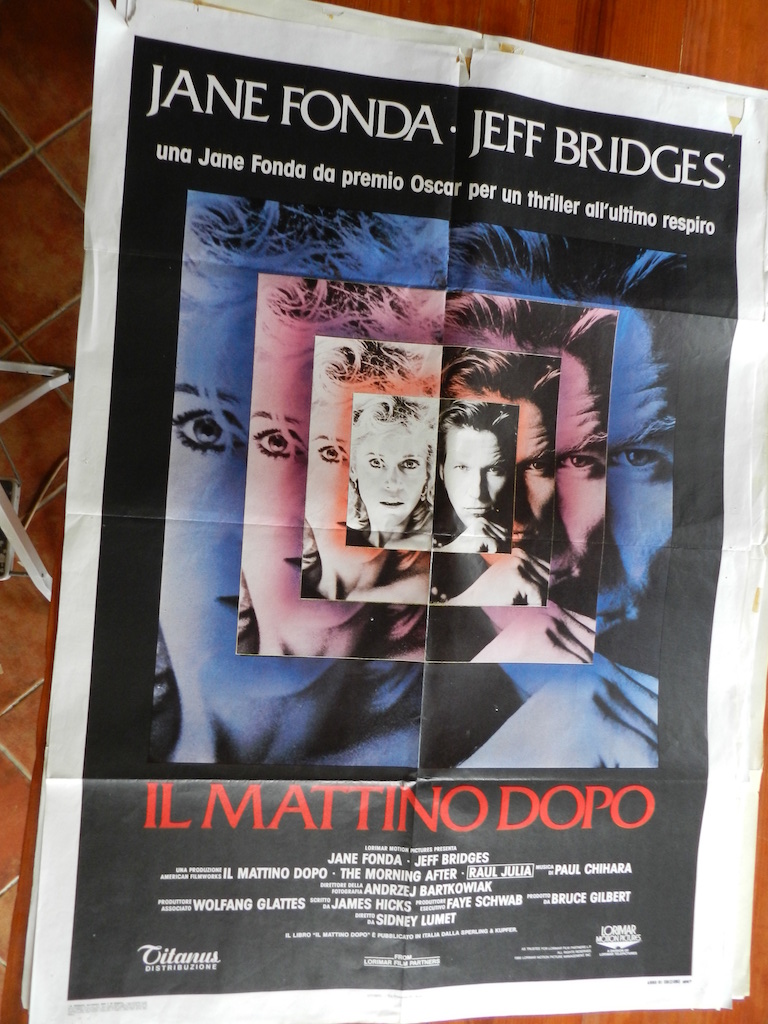 JANE FONDA · JEFF BRIDGES
una Jane Fonda da premio Oscar per un thriller all'ultimo respiro
IL MATTINO DOPO
LORIMAR MOTION PICTURES PRESENTA
JANE FONDA · JEFF BRIDGES
UNA PRODUZIONE AMERICAN FILMWORKS IL MATTINO DOPO · THE MORNING AFTER · RAUL JULIA MUSICA DI PAUL CHIHARA
DIRETTORE DELLA FOTOGRAFIA ANDRZEJ BARTKOWIAK
PRODUTTORE ASSOCIATO WOLFANG GLATTES SCRITTO DA JAMES HICKS PRODUTTORE ESECUTIVO FAYE SCHWAB PRODOTTO DA BRUCE GILBERT
DIRETTO DA SIDNEY LUMET
IL LIBRO "IL MATTINO DOPO" È PUBBLICATO IN ITALIA DALLA SPERLING & KUPFER.
Titanus
DISTRIBUZIONE
FROM
LORIMAR FILM PARTNERS
LORIMAR
MOTION PICTURES